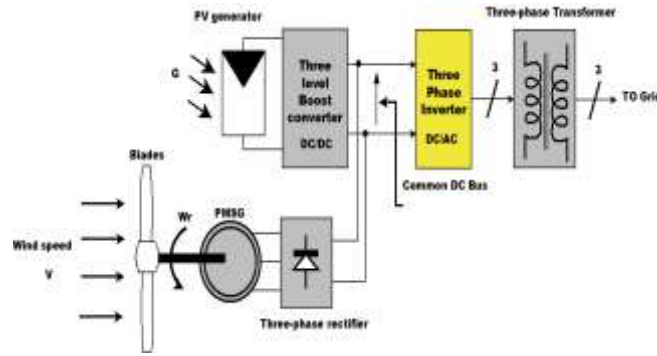 PV generator
Three-phase Transformer
G
Three
level
Boost
converter
DC/DC
Three
Phase
Inverter
DC/AC
3
3
TO Grid
Common DC Bus
Blades
Wr
PMSG
Wind speed
V
Three-phase rectifier